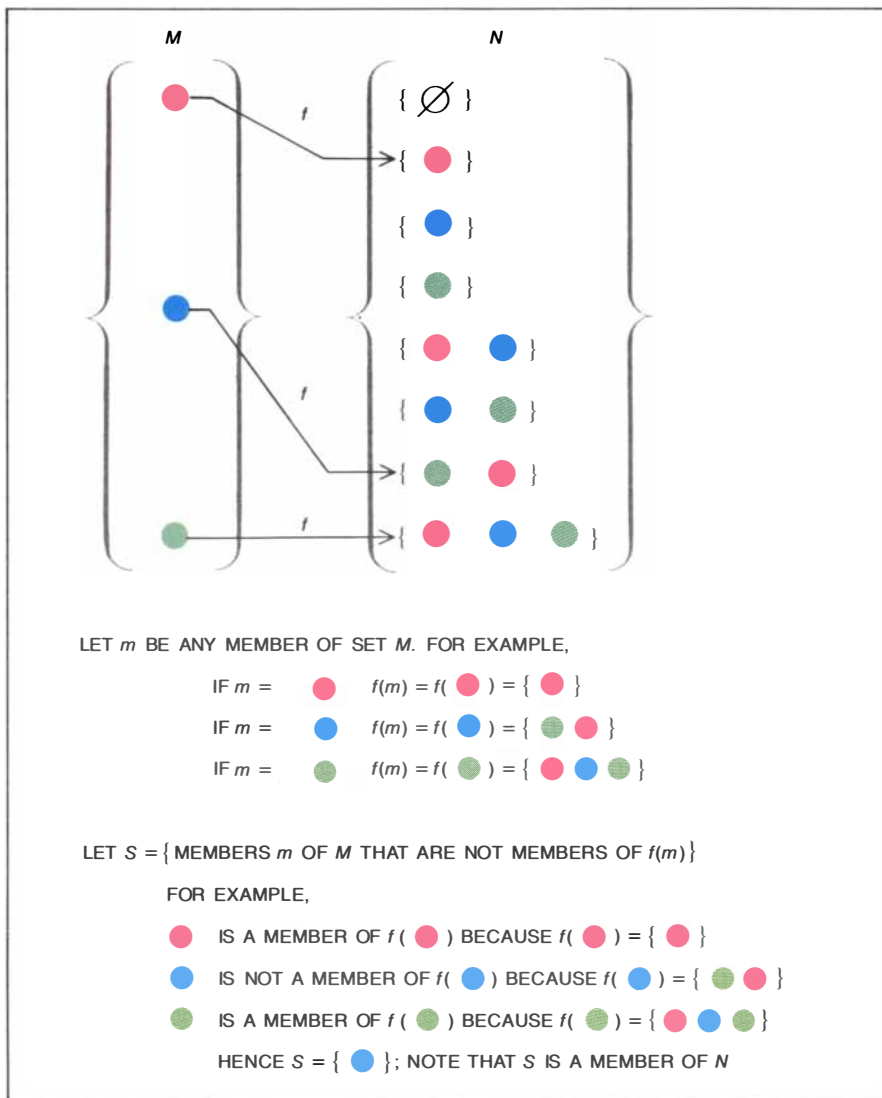 M N
f { ∅ }
{ }
{ }
{ }
{ }
f { }
{ }
f { }
LET m BE ANY MEMBER OF SET M. FOR EXAMPLE,
IF m = f(m) = f( ) = { }
IF m = f(m) = f( ) = { }
IF m = f(m) = f( ) = { }
LET S = {MEMBERS m OF M THAT ARE NOT MEMBERS OF f(m)}
FOR EXAMPLE,
IS A MEMBER OF f ( ) BECAUSE f( ) = { }
IS NOT A MEMBER OF f( ) BECAUSE f( ) = { }
IS A MEMBER OF f ( ) BECAUSE f( ) = { }
HENCE S = { }; NOTE THAT S IS A MEMBER OF N